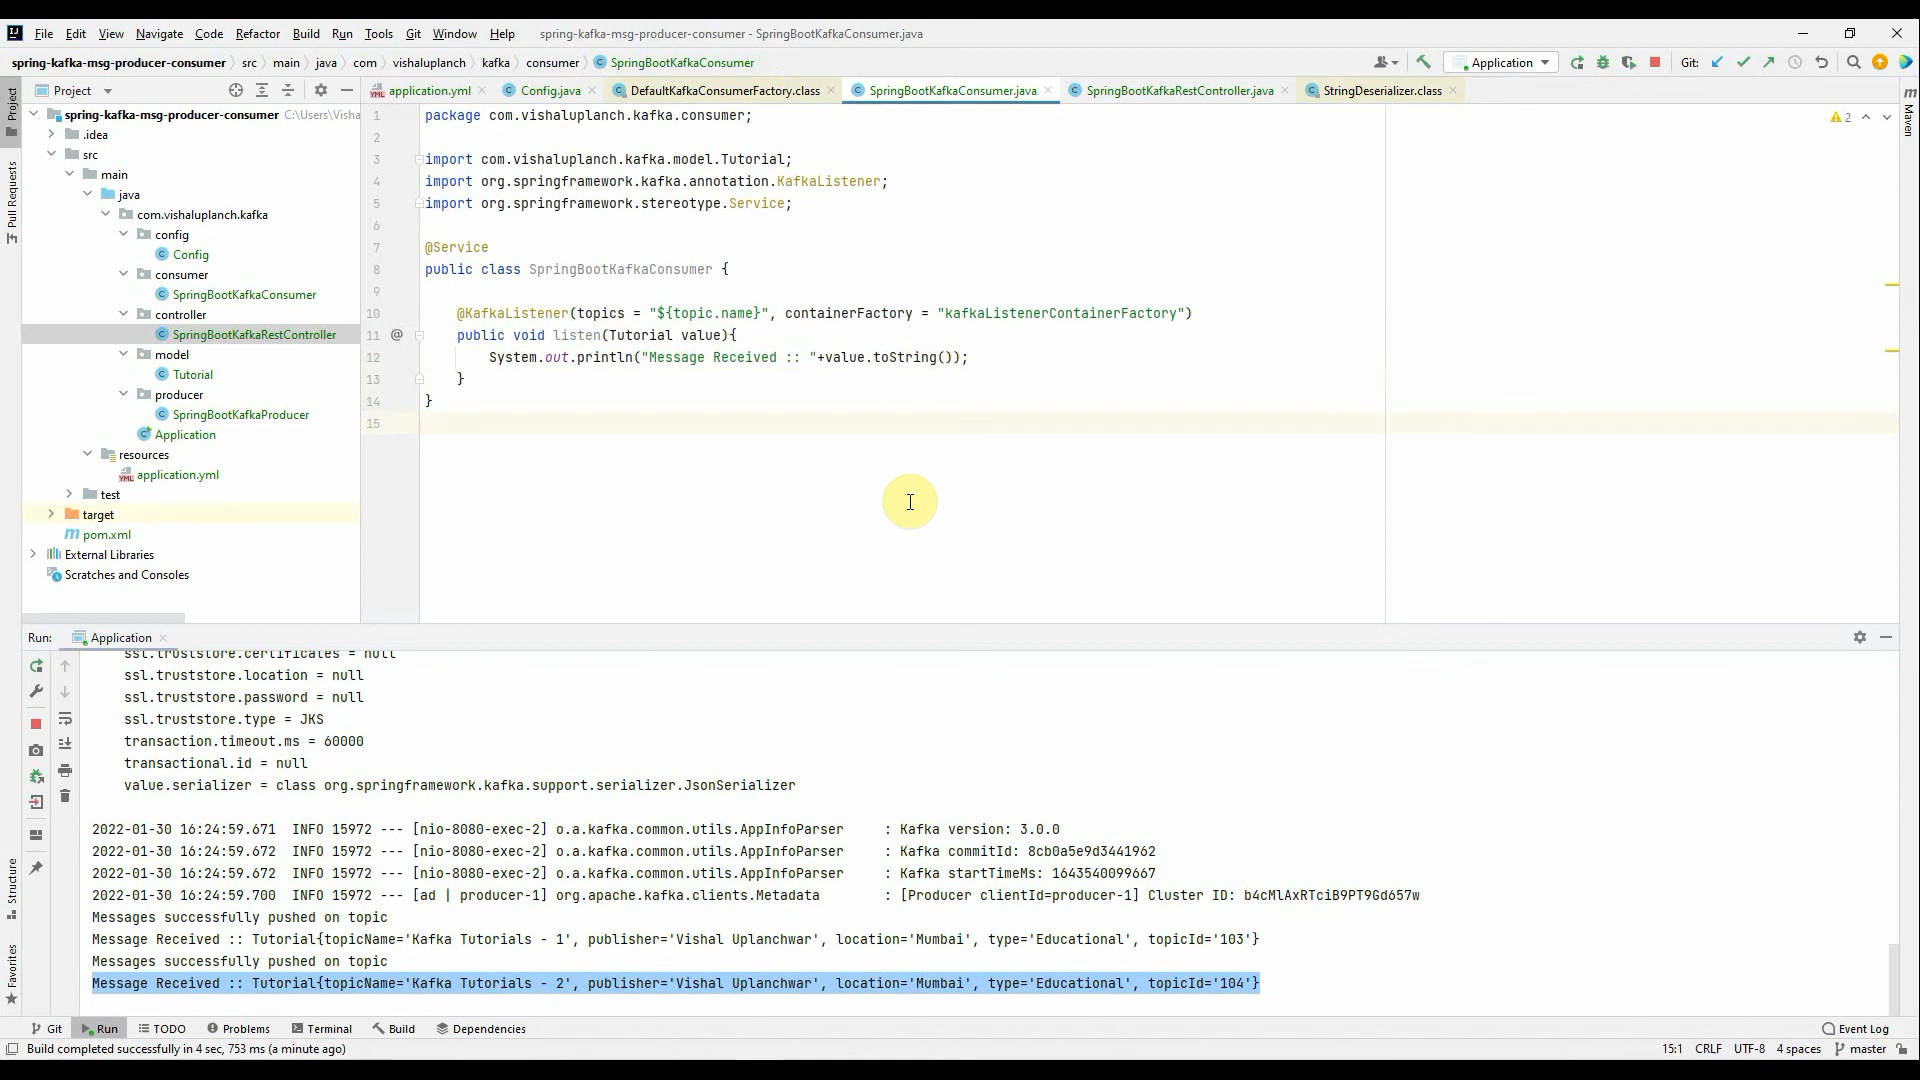 File Edit View Navigate Code Refactor Build Run Tools Git Window Help spring-kafka-msg-producer-consumer - SpringBootKafkaConsumer.java
spring-kafka-msg-producer-consumer src main java com vishaluplanch kafka consumer SpringBootKafkaConsumer Application Git:
Project application.yml Config.java DefaultKafkaConsumerFactory.class SpringBootKafkaConsumer.java SpringBootKafkaRestController.java StringDeserializer.class
Project
Pull Requests
Structure
Favorites
Maven
spring-kafka-msg-producer-consumer C:\Users\Visha
.idea
src
main
java
com.vishaluplanch.kafka
config
Config
consumer
SpringBootKafkaConsumer
controller
SpringBootKafkaRestController
model
Tutorial
producer
SpringBootKafkaProducer
Application
resources
application.yml
test
target
pom.xml
External Libraries
Scratches and Consoles
2
1 package com.vishaluplanch.kafka.consumer;
2
3 import com.vishaluplanch.kafka.model.Tutorial;
4 import org.springframework.kafka.annotation.KafkaListener;
5 import org.springframework.stereotype.Service;
6
7 @Service
8 public class SpringBootKafkaConsumer {
9
10 @KafkaListener(topics = "${topic.name}", containerFactory = "kafkaListenerContainerFactory")
11 @ public void listen(Tutorial value){
12 System.out.println("Message Received :: "+value.toString());
13 }
14 }
15
Run: Application
ssl.truststore.certificates = null
ssl.truststore.location = null
ssl.truststore.password = null
ssl.truststore.type = JKS
transaction.timeout.ms = 60000
transactional.id = null
value.serializer = class org.springframework.kafka.support.serializer.JsonSerializer
2022-01-30 16:24:59.671 INFO 15972 --- [nio-8080-exec-2] o.a.kafka.common.utils.AppInfoParser : Kafka version: 3.0.0
2022-01-30 16:24:59.672 INFO 15972 --- [nio-8080-exec-2] o.a.kafka.common.utils.AppInfoParser : Kafka commitId: 8cb0a5e9d3441962
2022-01-30 16:24:59.672 INFO 15972 --- [nio-8080-exec-2] o.a.kafka.common.utils.AppInfoParser : Kafka startTimeMs: 1643540099667
2022-01-30 16:24:59.700 INFO 15972 --- [ad | producer-1] org.apache.kafka.clients.Metadata : [Producer clientId=producer-1] Cluster ID: b4cMlAxRTciB9PT9Gd657w
Messages successfully pushed on topic
Message Received :: Tutorial{topicName='Kafka Tutorials - 1', publisher='Vishal Uplanchwar', location='Mumbai', type='Educational', topicId='103'}
Messages successfully pushed on topic
Message Received :: Tutorial{topicName='Kafka Tutorials - 2', publisher='Vishal Uplanchwar', location='Mumbai', type='Educational', topicId='104'}
Git Run TODO Problems Terminal Build Dependencies Event Log
Build completed successfully in 4 sec, 753 ms (a minute ago) 15:1 CRLF UTF-8 4 spaces master